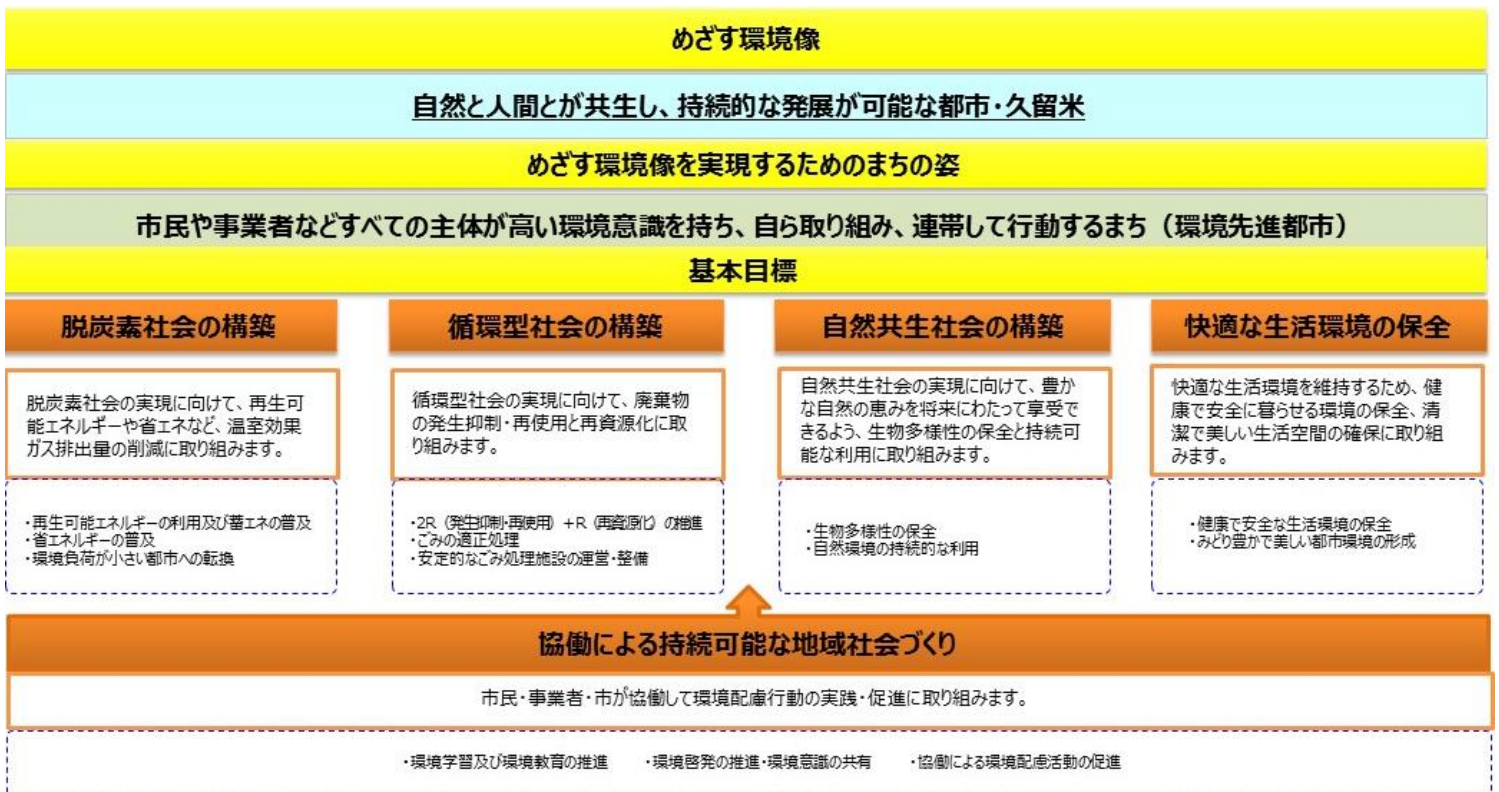 めざす環境像
自然と人間とが共生し、持続的な発展が可能な都市・久留米
めざす環境像を実現するためのまちの姿
市民や事業者などすべての主体が高い環境意識を持ち、自ら取り組み、連帯して行動するまち（環境先進都市）
基本目標
脱炭素社会の構築
脱炭素社会の実現に向けて、再生可
能エネルギーや省エネなど、温室効果
ガス排出量の削減に取り組みます。
・再生可能エネルギーの利用及び蓄エネの普及
・省エネルギーの普及
・環境負荷が小さい都市への転換
循環型社会の構築
循環型社会の実現に向けて、廃棄物
の発生抑制・再使用と再資源化に取
り組みます。
・2R（発生抑制・再使用）＋R（再資源化）の推進
・ごみの適正処理
・安定的なごみ処理施設の運営・整備
自然共生社会の構築
自然共生社会の実現に向けて、豊か
な自然の恵みを将来にわたって享受で
きるよう、生物多様性の保全と持続可
能な利用に取り組みます。
・生物多様性の保全
・自然環境の持続的な利用
快適な生活環境の保全
快適な生活環境を維持するため、健
康で安全に暮らせる環境の保全、清
潔で美しい生活空間の確保に取り組
みます。
・健康で安全な生活環境の保全
・みどり豊かで美しい都市環境の形成
協働による持続可能な地域社会づくり
市民・事業者・市が協働して環境配慮行動の実践・促進に取り組みます。
・環境学習及び環境教育の推進　・環境啓発の推進・環境意識の共有　・協働による環境配慮活動の促進